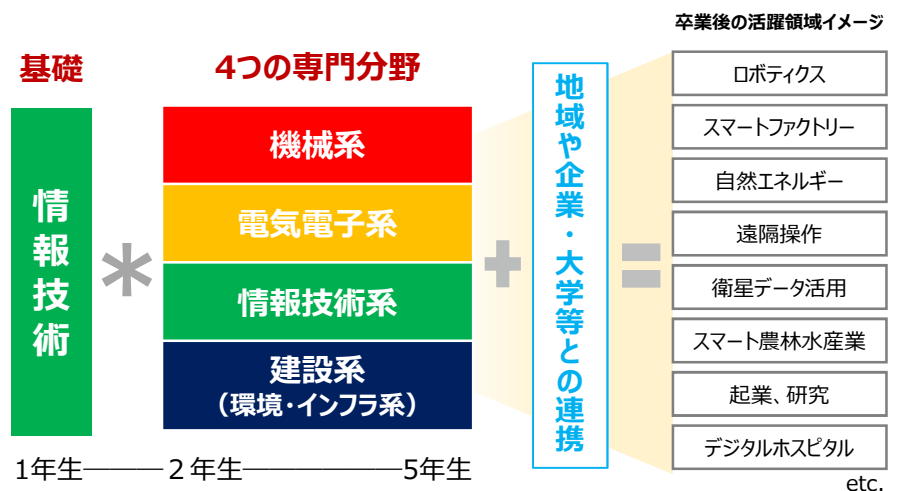 卒業後の活躍領域イメージ
基礎
4つの専門分野
情報技術
*
機械系
電気電子系
情報技術系
建設系
(環境・インフラ系)
+
地域や企業・大学等との連携
=
ロボティクス
スマートファクトリー
自然エネルギー
遠隔操作
衛星データ活用
スマート農林水産業
起業、研究
デジタルホスピタル
etc.
1年生───２年生──────5年生